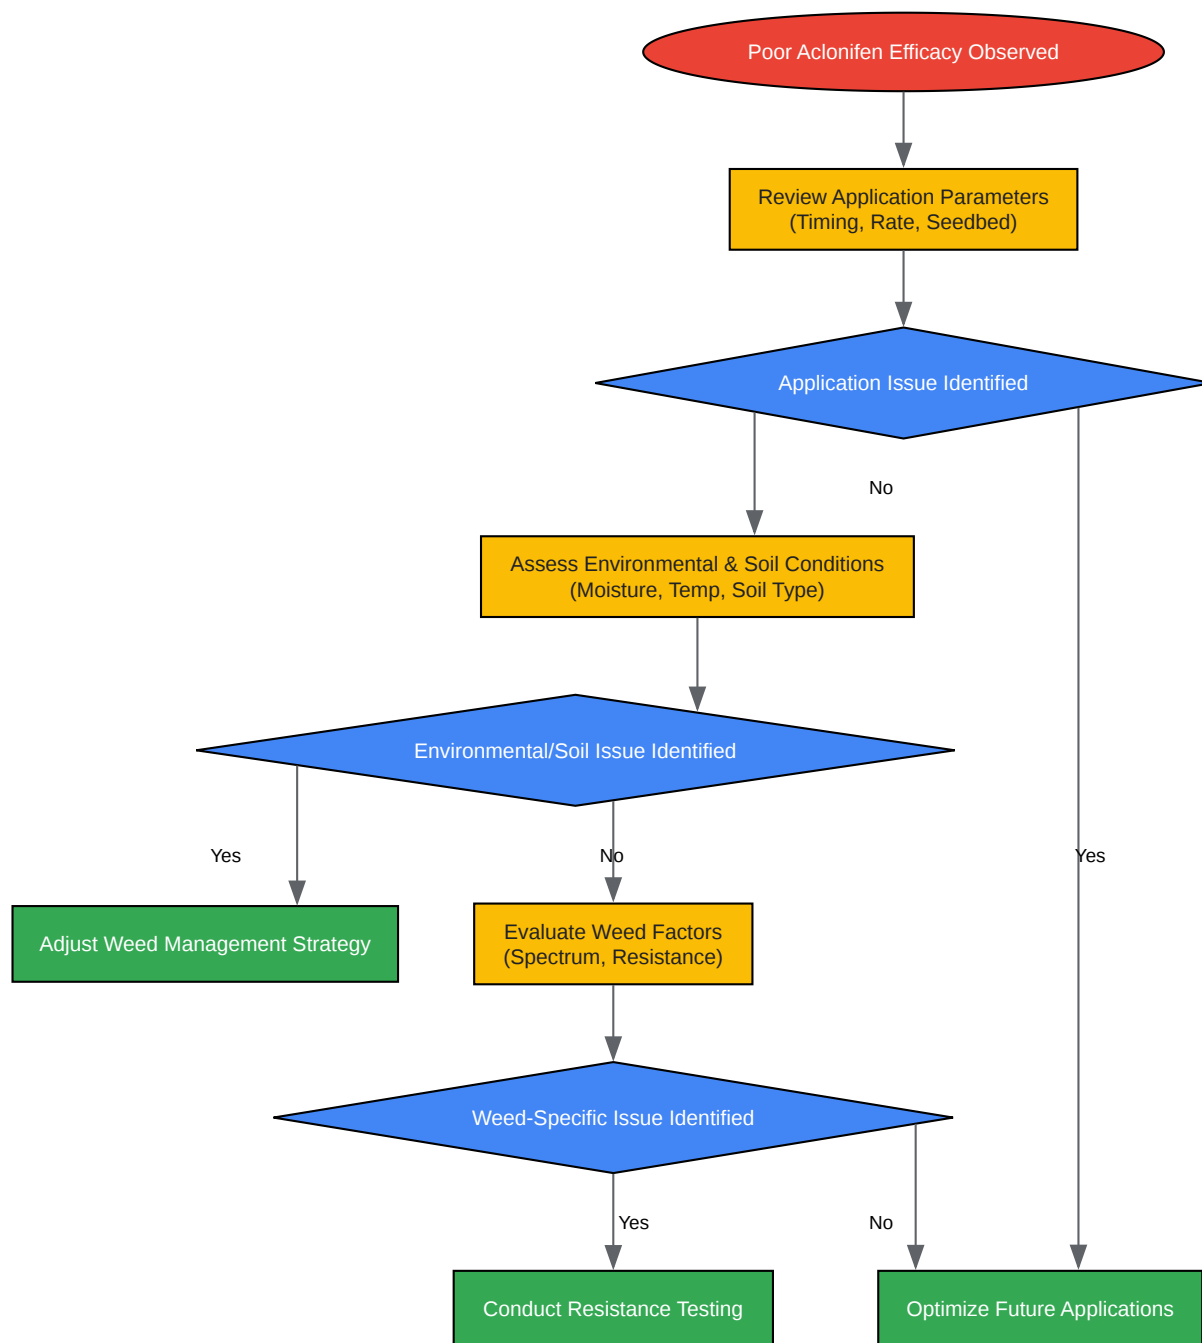 Poor Aclonifen Efficacy Observed
Review Application Parameters
(Timing, Rate, Seedbed)
Application Issue Identified
No
Assess Environmental & Soil Conditions
(Moisture, Temp, Soil Type)
Environmental/Soil Issue Identified
Yes
No
Yes
Adjust Weed Management Strategy
Evaluate Weed Factors
(Spectrum, Resistance)
Weed-Specific Issue Identified
Yes
No
Conduct Resistance Testing
Optimize Future Applications